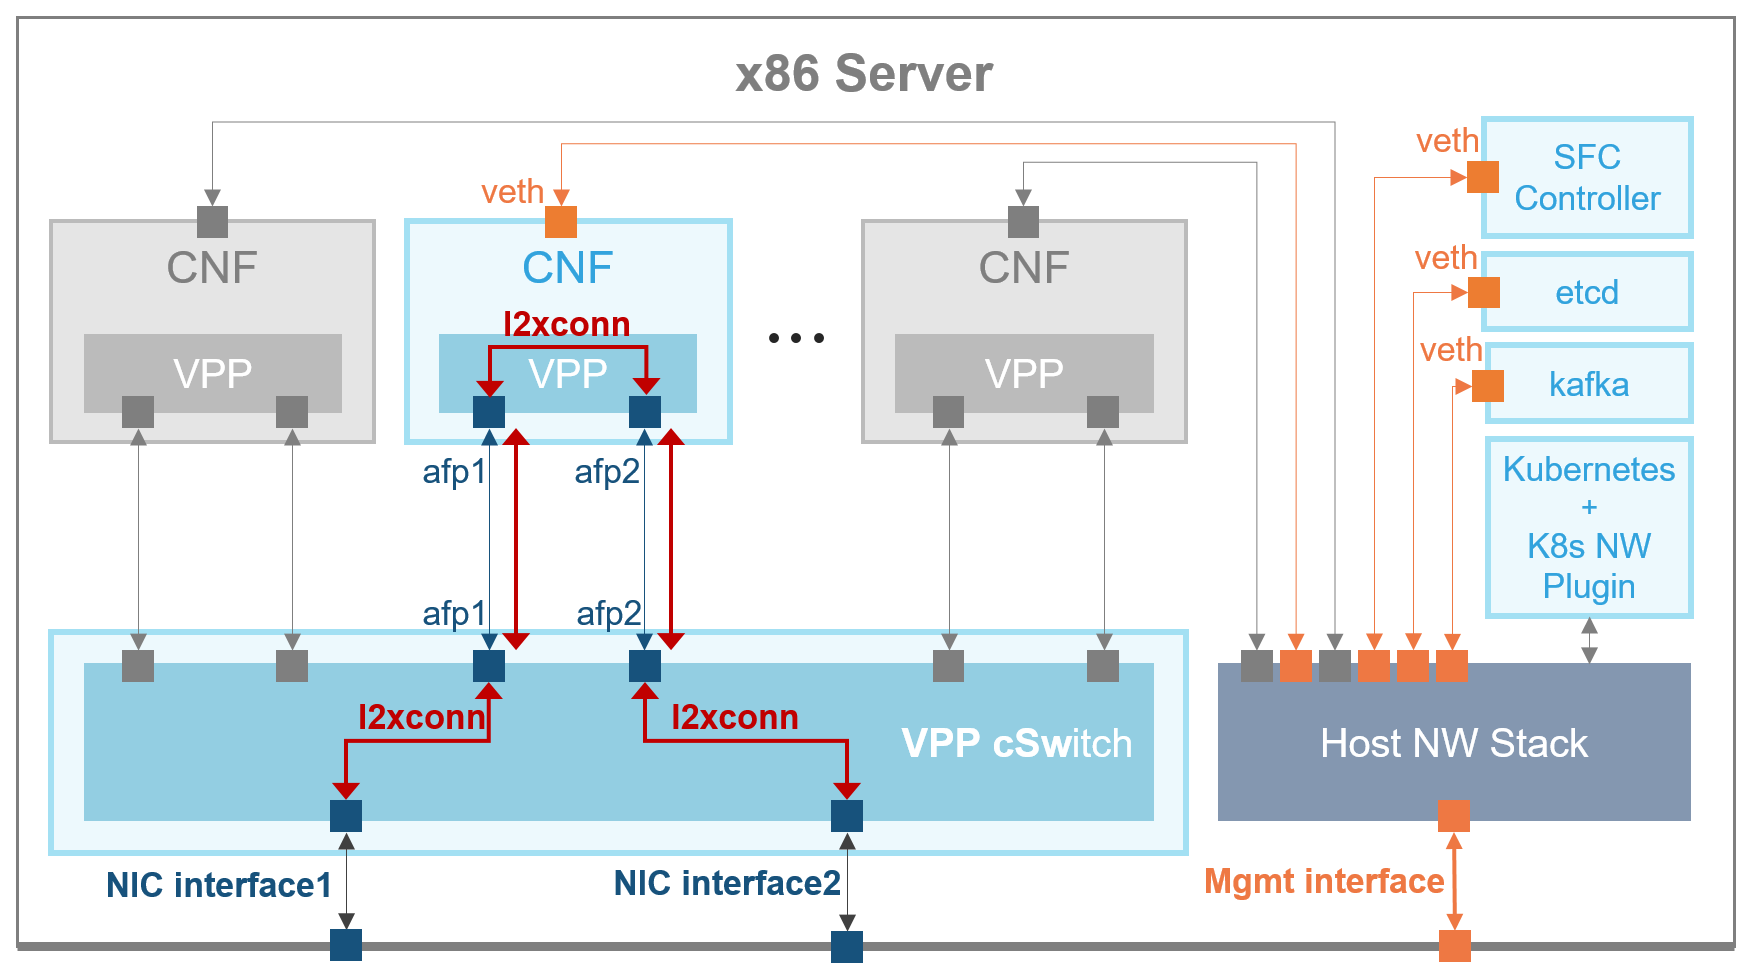 x86 Server
veth
SFC
Controller
veth
CNF
CNF
CNF
veth
etcd
l2xconn
...
veth
VPP
VPP
VPP
kafka
afp1
afp2
Kubernetes
+
K8s NW
Plugin
afp1
afp2
l2xconn
l2xconn
VPP cSwitch
Host NW Stack
NIC interface1
NIC interface2
Mgmt interface